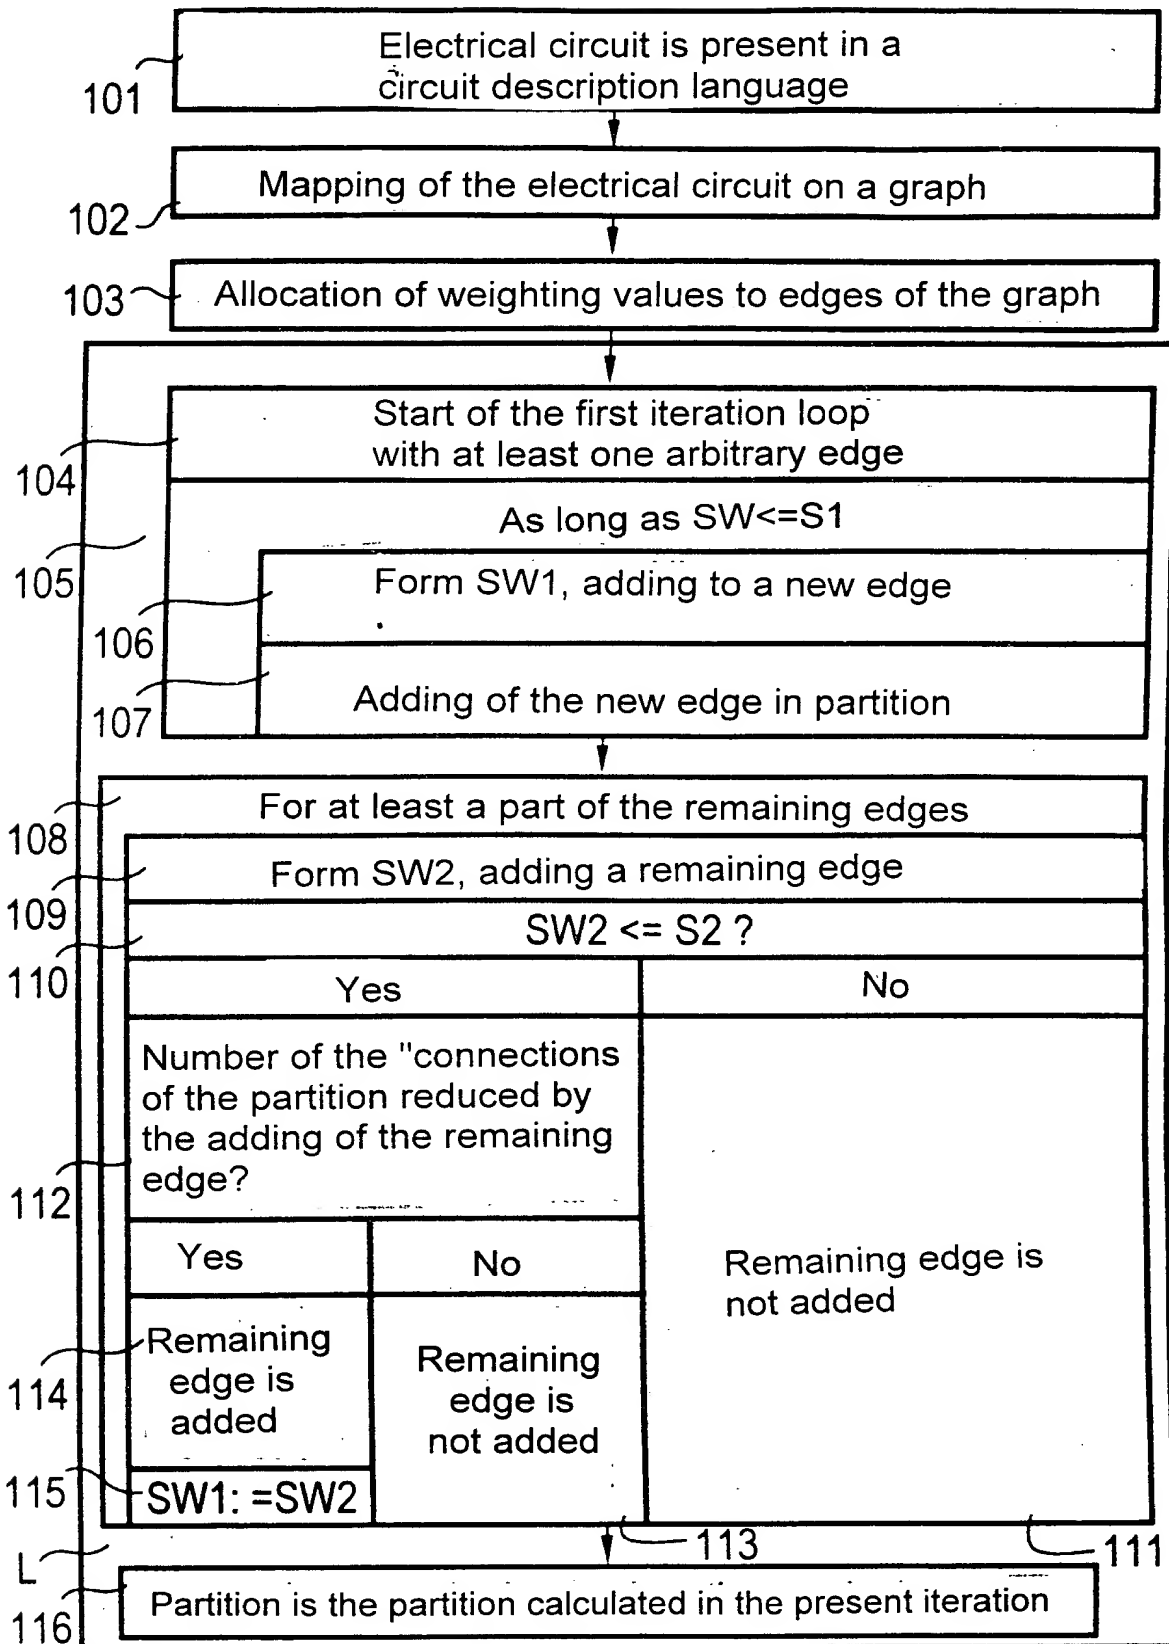 Electrical circuit is present in a
circuit description language
101
Mapping of the electrical circuit on a graph
102
103
Allocation of weighting values to edges of the graph
Start of the first iteration loop
with at least one arbitrary edge
104
As long as SW<=S1
105
Form SW1, adding to a new edge
106
Adding of the new edge in partition
107
For at least a part of the remaining edges
108
Form SW2, adding a remaining edge
109
SW2 <= S2 ?
110
Yes
No
Number of the "connections
of the partition reduced by
the adding of the remaining
edge?
112
Yes
No
Remaining edge is
not added
Remaining
edge is
added
114
Remaining
edge is
not added
115
SW1: =SW2
113
111
L
116
Partition is the partition calculated in the present iteration